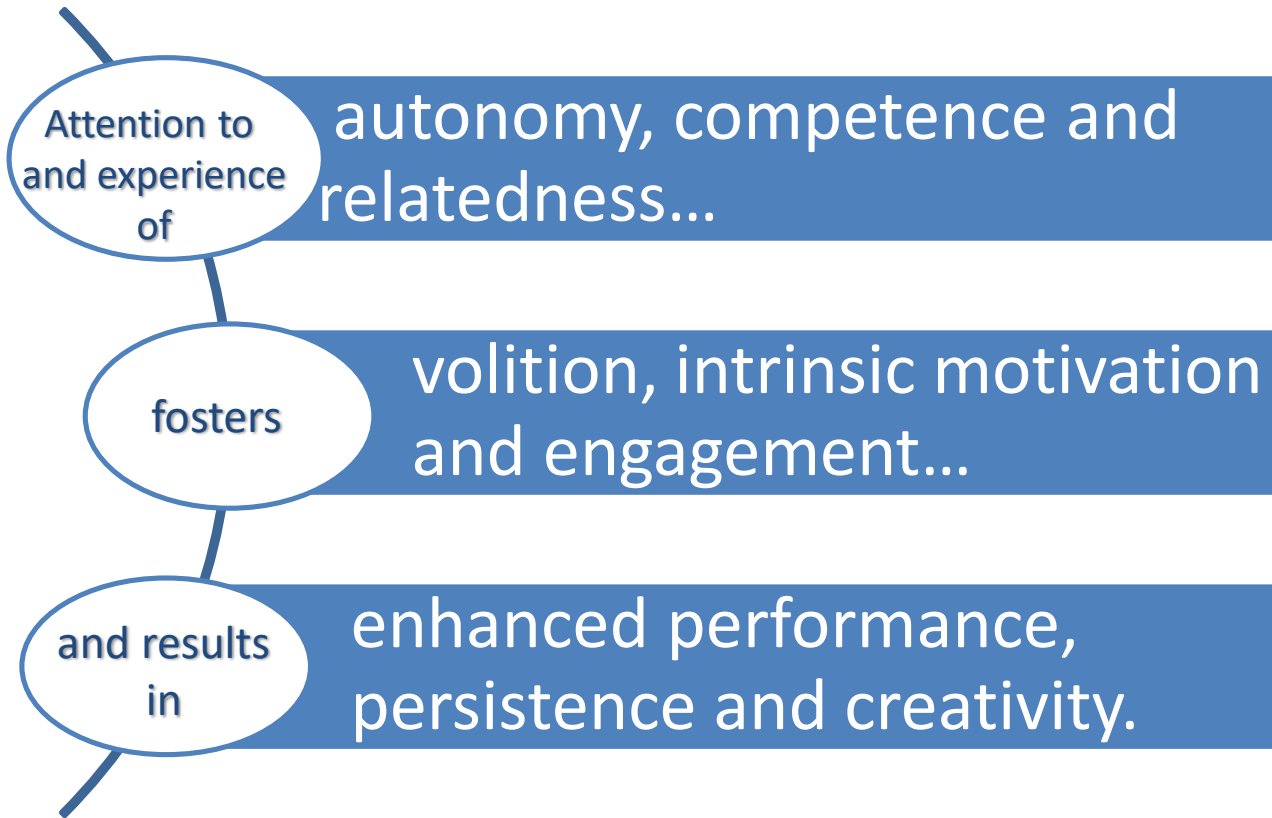 Attention to
and experience
of
autonomy, competence and
relatedness…
fosters
volition, intrinsic motivation
and engagement…
and results
in
enhanced performance,
persistence and creativity.